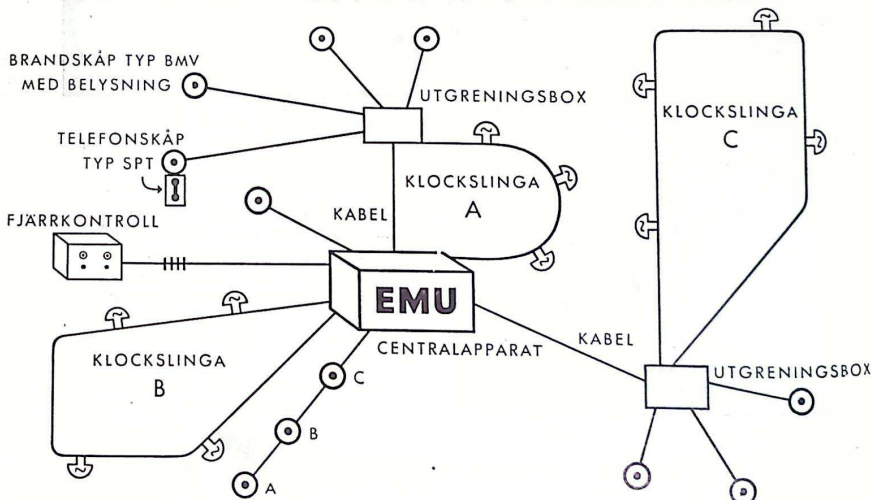 BRANDSKÅP TYP BMV
MED BELYSNING
UTGRENINGSBOX
TELEFONSKÅP
TYP SPT
KLOCKSLINGA
A
KLOCKSLINGA
C
KABEL
FJÄRRKONTROLL
EMU
CENTRALAPPARAT
KABEL
KLOCKSLINGA
B
UTGRENINGSBOX
C
B
A